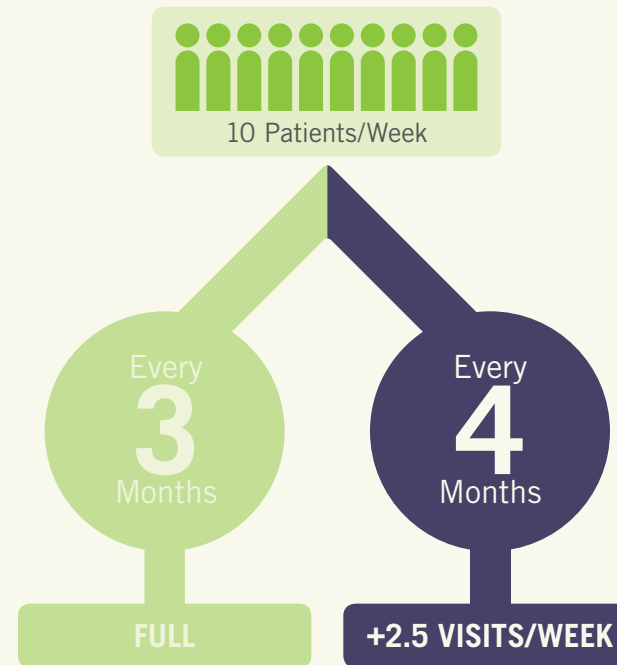 10 Patients/Week
Every
3
Months
FULL
Every
4
Months
+2.5 VISITS/WEEK